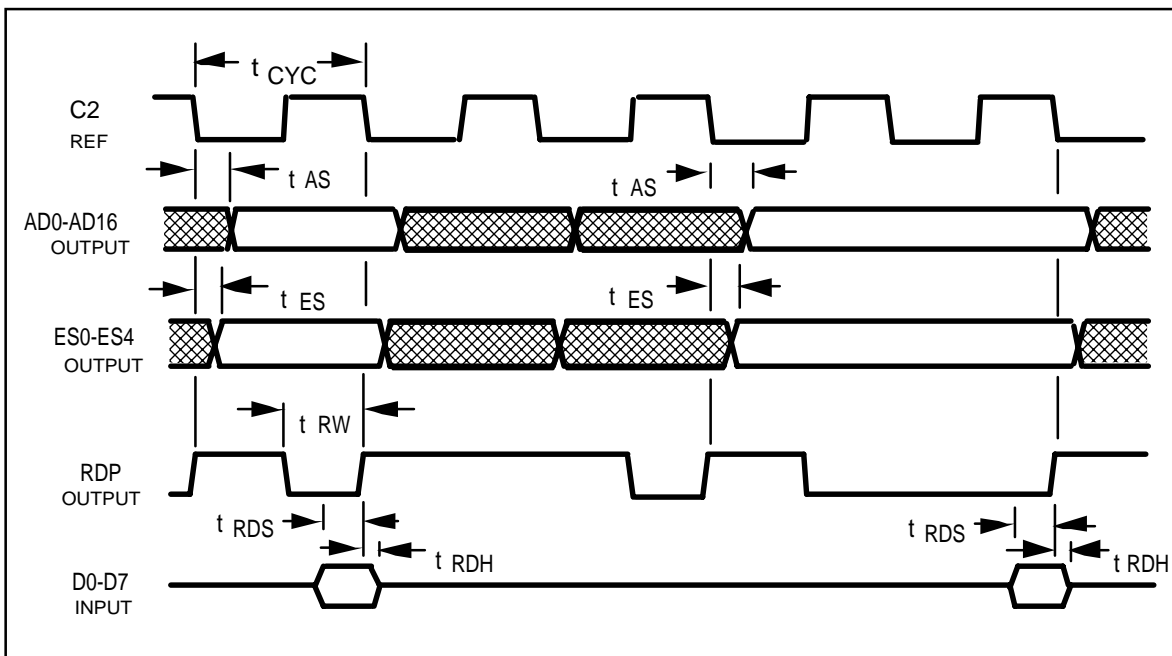 t CYC
C2
REF
t AS t AS
AD0-AD16
OUTPUT
t ES t ES
ES0-ES4
OUTPUT
t RW
RDP
OUTPUT
t RDS t RDS
t RDH t RDH
D0-D7
INPUT